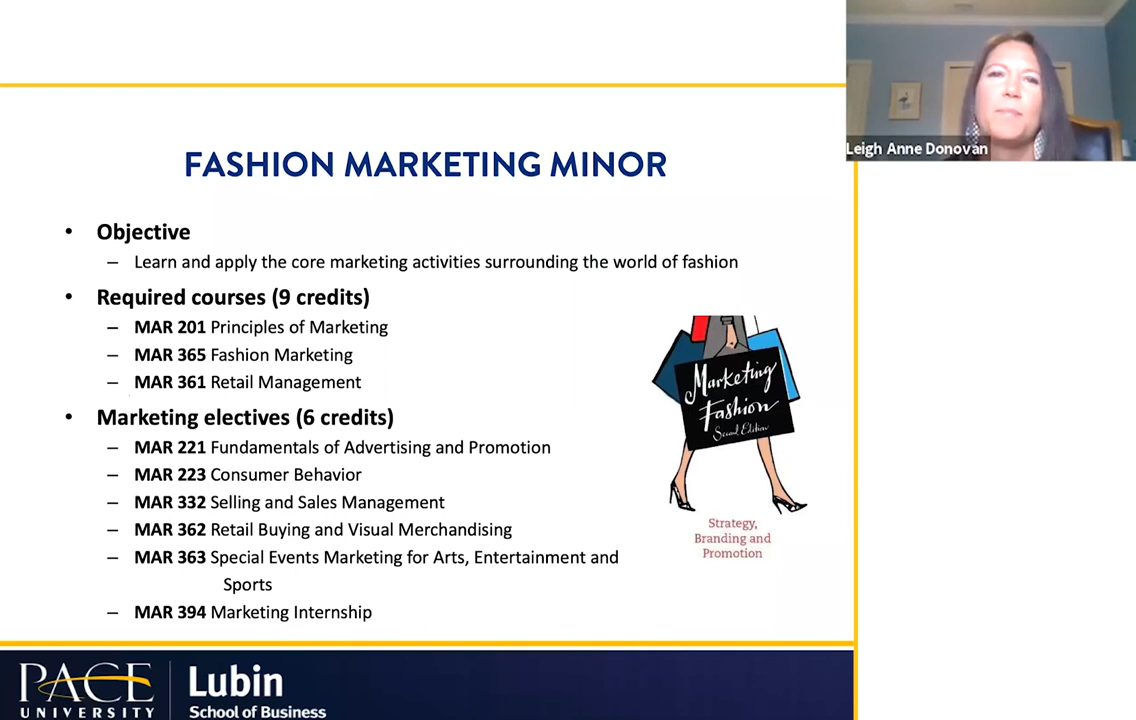 Leigh Anne Donovan
FASHION MARKETING MINOR
• Objective
– Learn and apply the core marketing activities surrounding the world of fashion
• Required courses (9 credits)
– MAR 201 Principles of Marketing
– MAR 365 Fashion Marketing
– MAR 361 Retail Management
• Marketing electives (6 credits)
– MAR 221 Fundamentals of Advertising and Promotion
– MAR 223 Consumer Behavior
– MAR 332 Selling and Sales Management
– MAR 362 Retail Buying and Visual Merchandising
– MAR 363 Special Events Marketing for Arts, Entertainment and
Sports
– MAR 394 Marketing Internship
Marketing
Fashion
Second Edition
Strategy,
Branding and
Promotion
PACE
UNIVERSITY
Lubin
School of Business